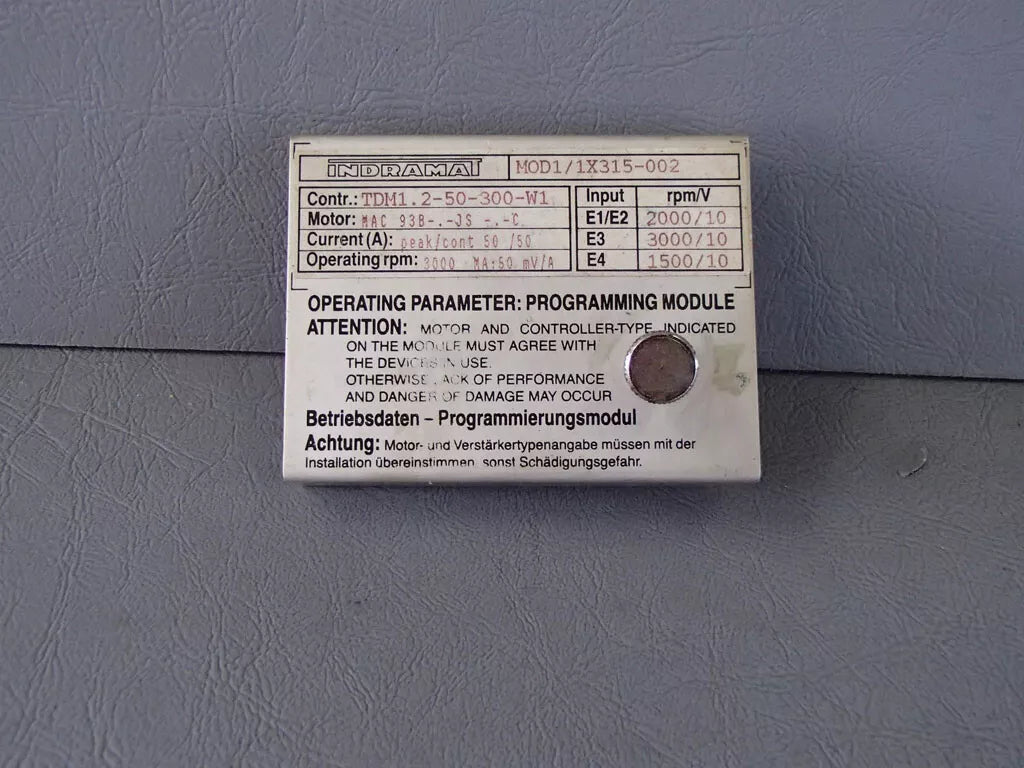 INDRAMAT MOD1/1X315-002
Contr.: TDM1.2-50-300-W1 Input rpm/V
Motor: MAC 93B-.-JS -.-C E1/E2 2000/10
Current(A): peak/cont 50 /50 E3 3000/10
Operating rpm: 3000 MA:50 mV/A E4 1500/10
OPERATING PARAMETER: PROGRAMMING MODULE
ATTENTION: MOTOR AND CONTROLLER-TYPE INDICATED
ON THE MODULE MUST AGREE WITH
THE DEVICES IN USE.
OTHERWISE LACK OF PERFORMANCE
AND DANGER OF DAMAGE MAY OCCUR
Betriebsdaten – Programmierungsmodul
Achtung: Motor- und Verstärkertypenangabe müssen mit der
Installation übereinstimmen, sonst Schädigungsgefahr.